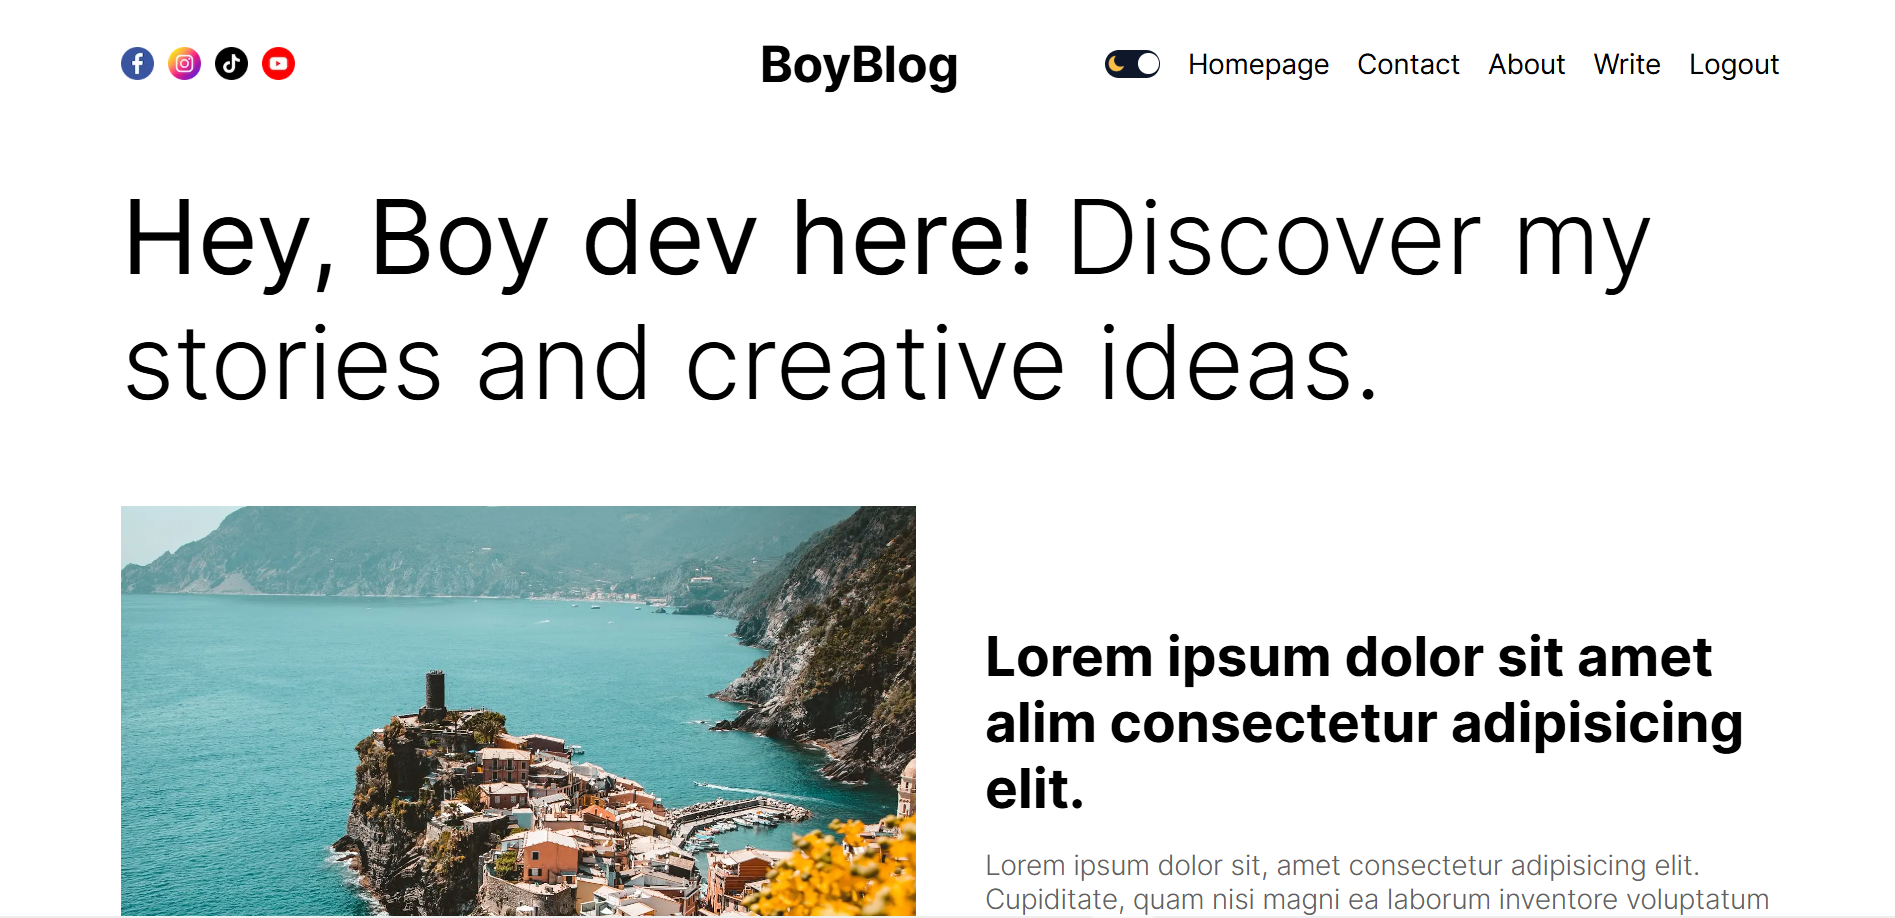 BoyBlog
Homepage Contact About Write Logout
Hey, Boy dev here! Discover my
stories and creative ideas.
Lorem ipsum dolor sit amet
alim consectetur adipisicing
elit.
Lorem ipsum dolor sit, amet consectetur adipisicing elit.
Cupiditate, quam nisi magni ea laborum inventore voluptatum